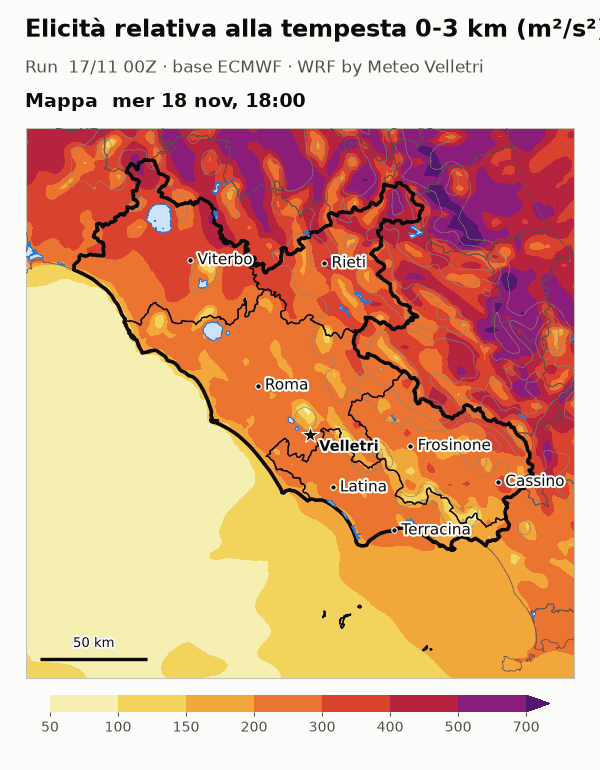 Elicità relativa alla tempesta 0-3 km (m²/s²)
Run 17/11 00Z · base ECMWF · WRF by Meteo Velletri
Mappa mer 18 nov, 18:00
Viterbo
Rieti
Roma
Velletri
Frosinone
Cassino
Latina
Terracina
50 km
50 100 150 200 300 400 500 700